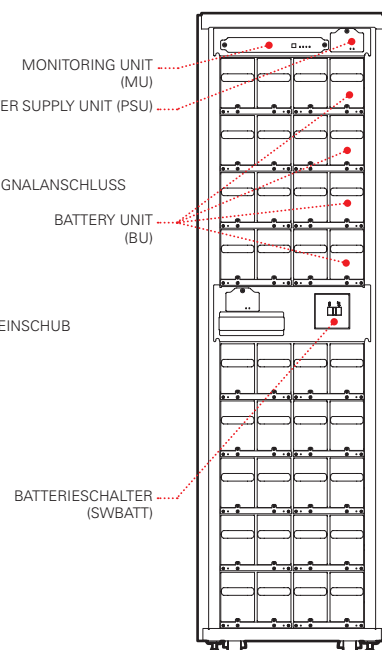 MONITORING UNIT
(MU)
ER SUPPLY UNIT (PSU)
GNALANSCHLUSS
BATTERY UNIT
(BU)
EINSCHUB
BATTERIESCHALTER
(SWBATT)